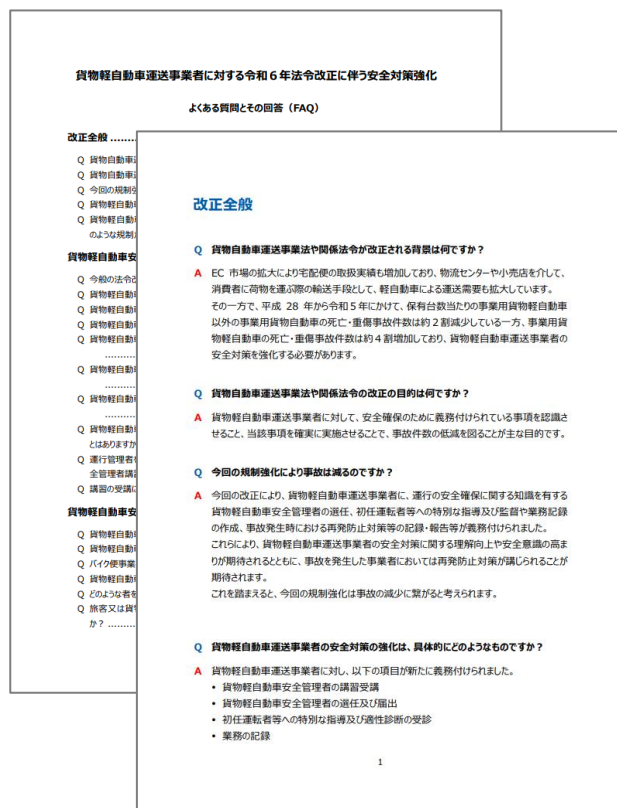 貨物軽自動車運送事業者に対する令和６年法令改正に伴う安全対策強化
よくある質問とその回答（FAQ）
改正全般 .........
Q 貨物自動車運
Q 貨物自動車運
Q 今回の規制強
Q 貨物軽自動車
Q 貨物軽自動車
のような規制
貨物軽自動車安
Q 今般の法令改
Q 貨物軽自動車
Q 貨物軽自動車
Q 貨物軽自動車
Q 貨物軽自動車
............
Q 貨物軽自動車
............
Q 貨物軽自動車
............
Q 貨物軽自動車
とはありますか
Q 運行管理者
全管理者講
Q 講習の受講に
貨物軽自動車安
Q 貨物軽自動車
Q 貨物軽自動車
Q バイク便事業
Q 貨物軽自動車
Q どのような者を
Q 旅客又は貨
か？ .........
改正全般
Q 貨物自動車運送事業法や関係法令が改正される背景は何ですか？
A EC 市場の拡大により宅配便の取扱実績も増加しており、物流センターや小売店を介して、
消費者に荷物を運ぶ際の輸送手段として、軽自動車による運送需要も拡大しています。
その一方で、平成 28 年から令和５年にかけて、保有台数当たりの事業用貨物軽自動車
以外の事業用貨物自動車の死亡・重傷事故件数は約２割減少している一方、事業用貨
物軽自動車の死亡・重傷事故件数は約４割増加しており、貨物軽自動車運送事業者の
安全対策を強化する必要があります。
Q 貨物自動車運送事業法や関係法令の改正の目的は何ですか？
A 貨物軽自動車運送事業者に対して、安全確保のために義務付けられている事項を認識さ
せること、当該事項を確実に実施させることで、事故件数の低減を図ることが主な目的です。
Q 今回の規制強化により事故は減るのですか？
A 今回の改正により、貨物軽自動車運送事業者に、運行の安全確保に関する知識を有する
貨物軽自動車安全管理者の選任、初任運転者等への特別な指導及び監督や業務記録
の作成、事故発生時における再発防止対策等の記録・報告等が義務付けられました。
これらにより、貨物軽自動車運送事業者の安全対策に関する理解向上や安全意識の高ま
りが期待されるとともに、事故を発生した事業者においては再発防止対策が講じられることが
期待されます。
これを踏まえると、今回の規制強化は事故の減少に繋がると考えられます。
Q 貨物軽自動車運送事業者の安全対策の強化は、具体的にどのようなものですか？
A 貨物軽自動車運送事業者に対し、以下の項目が新たに義務付けられました。
• 貨物軽自動車安全管理者の講習受講
• 貨物軽自動車安全管理者の選任及び届出
• 初任運転者等への特別な指導及び適性診断の受診
• 業務の記録
1